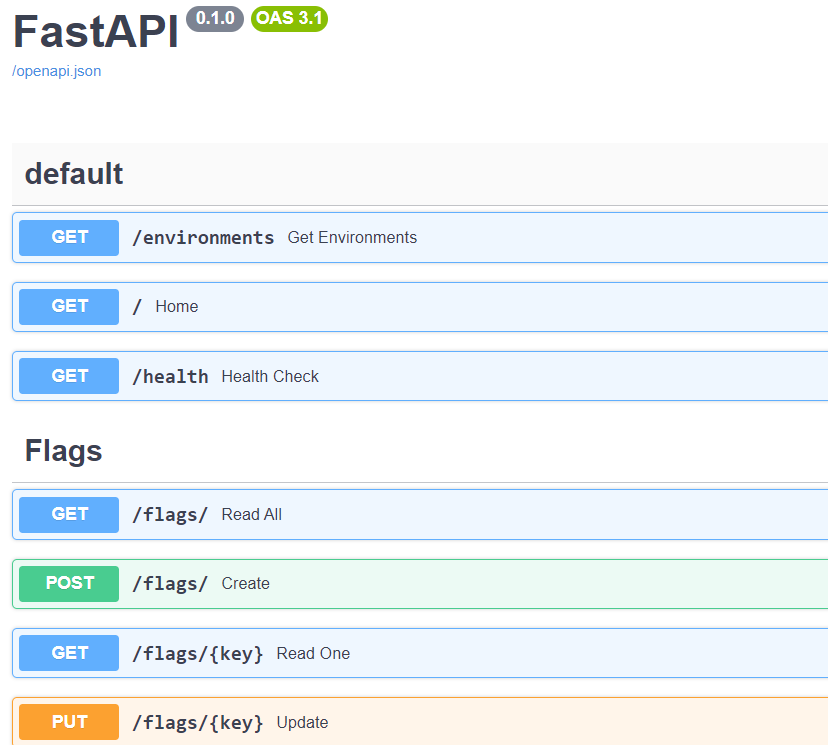 FastAPI 0.1.0 OAS 3.1
/openapi.json
default
GET /environments Get Environments
GET / Home
GET /health Health Check
Flags
GET /flags/ Read All
POST /flags/ Create
GET /flags/{key} Read One
PUT /flags/{key} Update